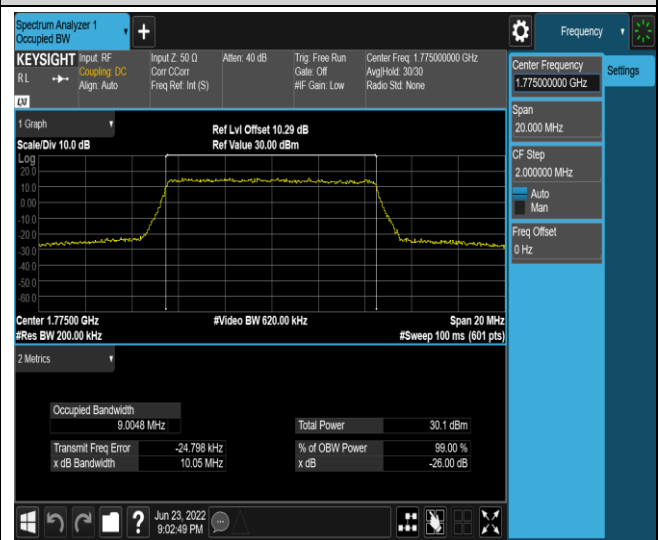 Spectrum Analyzer 1
Occupied BW
Frequency
KEYSIGHT
RL
LXI
Input: RF
Coupling: DC
Align: Auto
Input Z: 50 Ω
Corr CCorr
Freq Ref: Int (S)
Atten: 40 dB
Trig: Free Run
Gate: Off
#IF Gain: Low
Center Freq: 1.775000000 GHz
Avg|Hold: 30/30
Radio Std: None
Center Frequency
1.775000000 GHz
Settings
Span
20.000 MHz
CF Step
2.000000 MHz
Auto
Man
Freq Offset
0 Hz
1 Graph
Scale/Div 10.0 dB
Ref Lvl Offset 10.29 dB
Ref Value 30.00 dBm
Log
20.0
10.0
0.00
-10.0
-20.0
-30.0
-40.0
-50.0
-60.0
Center 1.77500 GHz
#Res BW 200.00 kHz
#Video BW 620.00 kHz
Span 20 MHz
#Sweep 100 ms (601 pts)
2 Metrics
Occupied Bandwidth
9.0048 MHz
Total Power 30.1 dBm
Transmit Freq Error -24.798 kHz
% of OBW Power 99.00 %
x dB Bandwidth 10.05 MHz
x dB -26.00 dB
?
Jun 23, 2022
9:02:49 PM